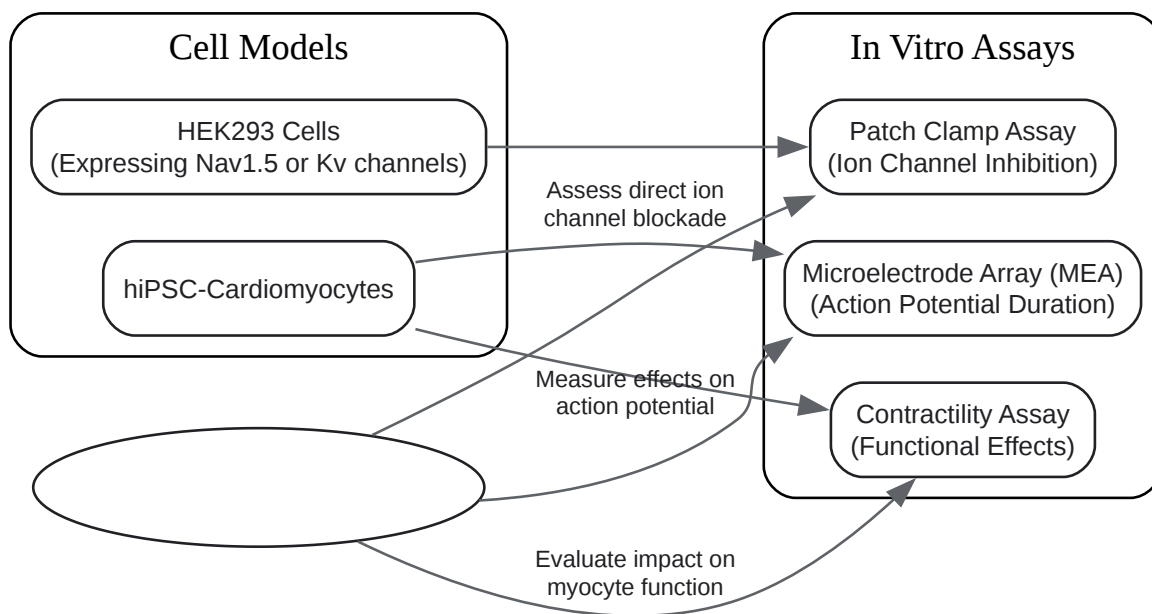 Cell Models
HEK293 Cells
(Expressing Nav1.5 or Kv channels)
hiPSC-Cardiomyocytes
Assess direct ion
channel blockade
Measure effects on
action potential
Evaluate impact on
myocyte function
In Vitro Assays
Patch Clamp Assay
(Ion Channel Inhibition)
Microelectrode Array (MEA)
(Action Potential Duration)
Contractility Assay
(Functional Effects)